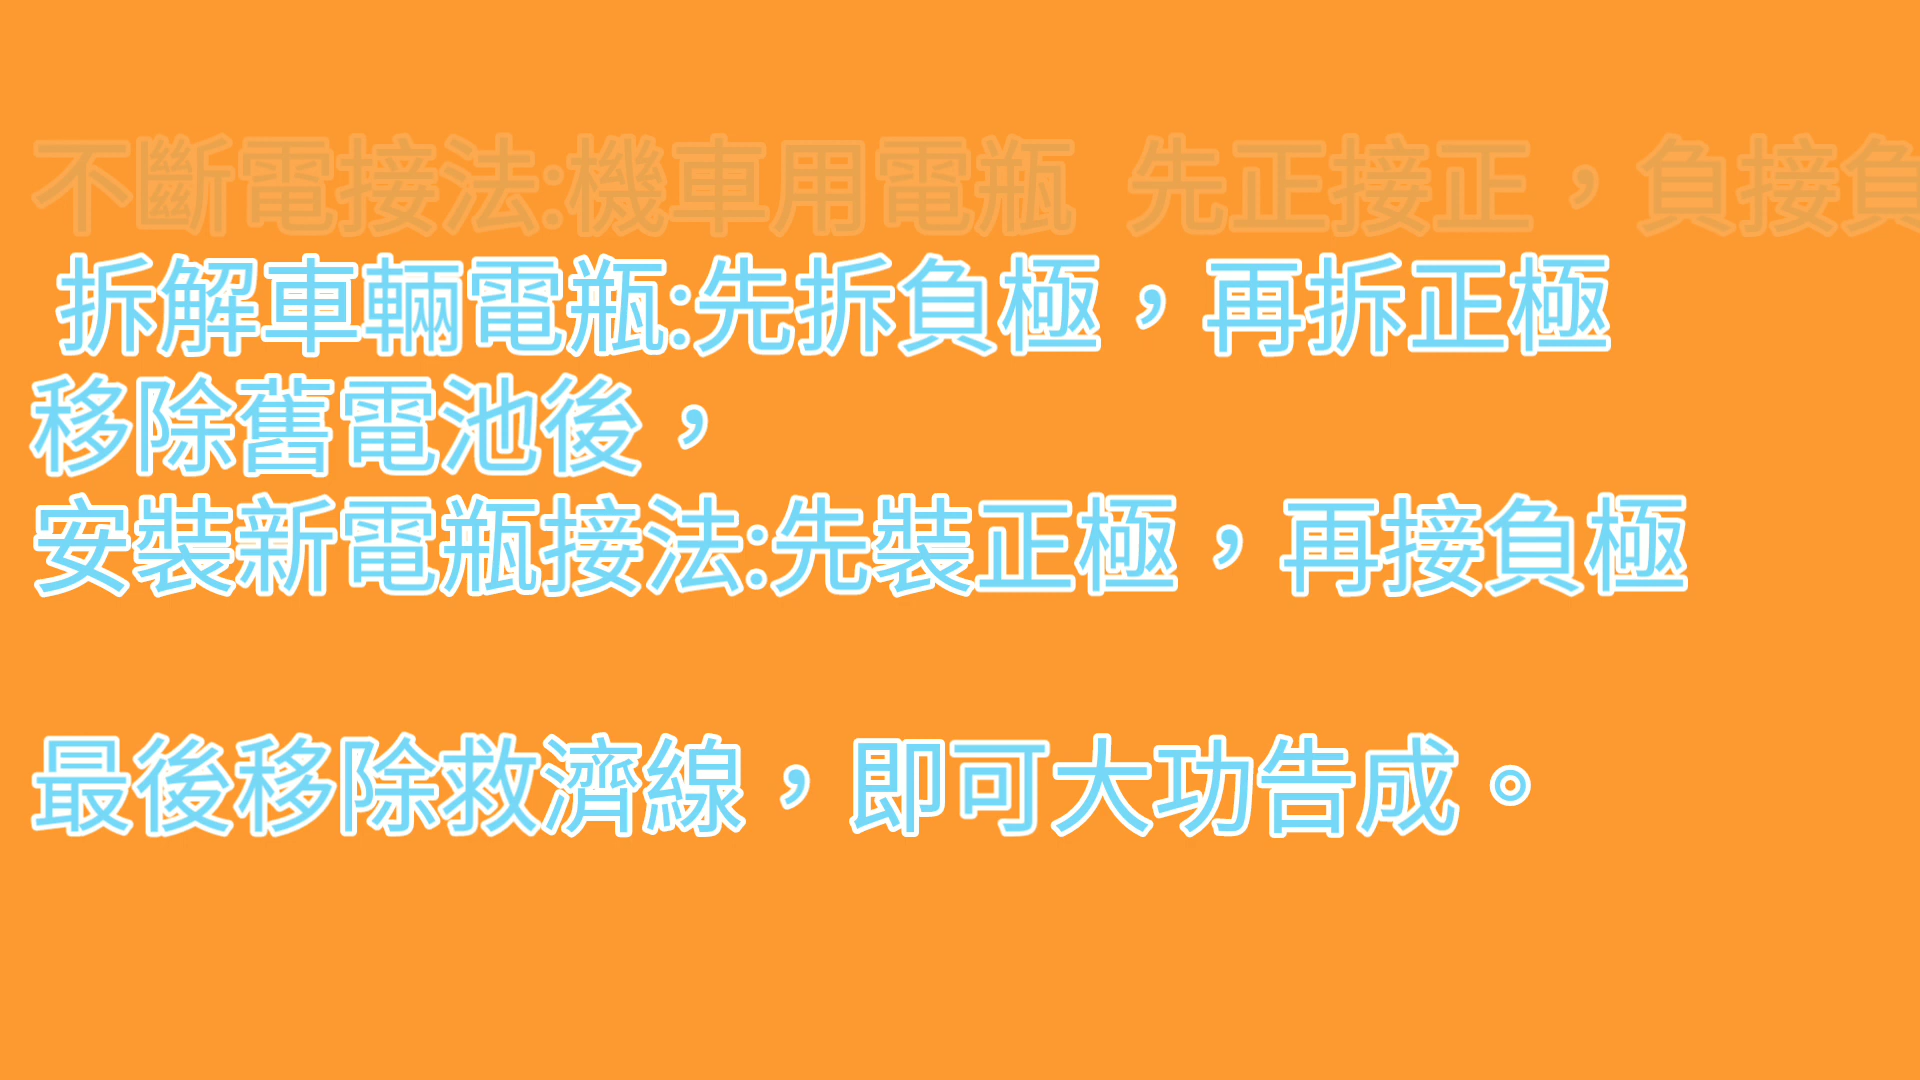 不斷電接法:機車用電瓶 先正接正，負接負
拆解車輛電瓶:先拆負極，再拆正極
移除舊電池後，
安裝新電瓶接法:先裝正極，再接負極
最後移除救濟線，即可大功告成。